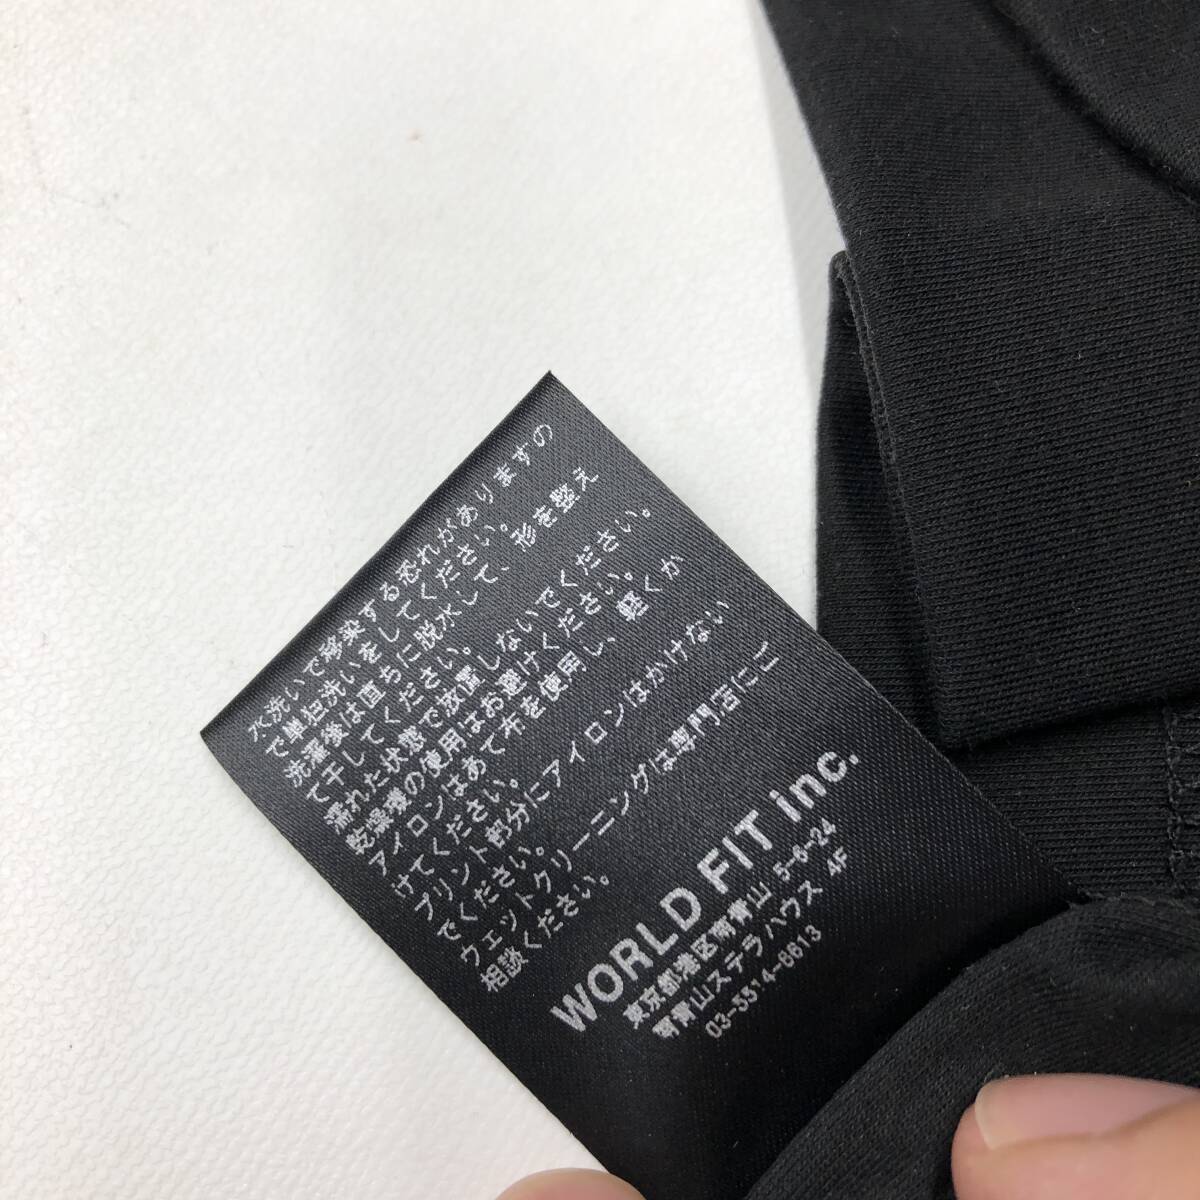 水洗いで移染する恐れがありますの
で単独洗いをしてください。
洗濯後は直ちに脱水して、形を整え
て干してください。
濡れた状態で放置しないでください。
乾燥機の使用はお避けください。
アイロンはあて布を使用し、軽くか
けてください。
プリント部分にアイロンはかけない
でください。
ウェットクリーニングは専門店にご
相談ください。
WORLD FIT inc.
東京都港区南青山 5-6-24
南青山ステラハウス 4F
03-5514-6613